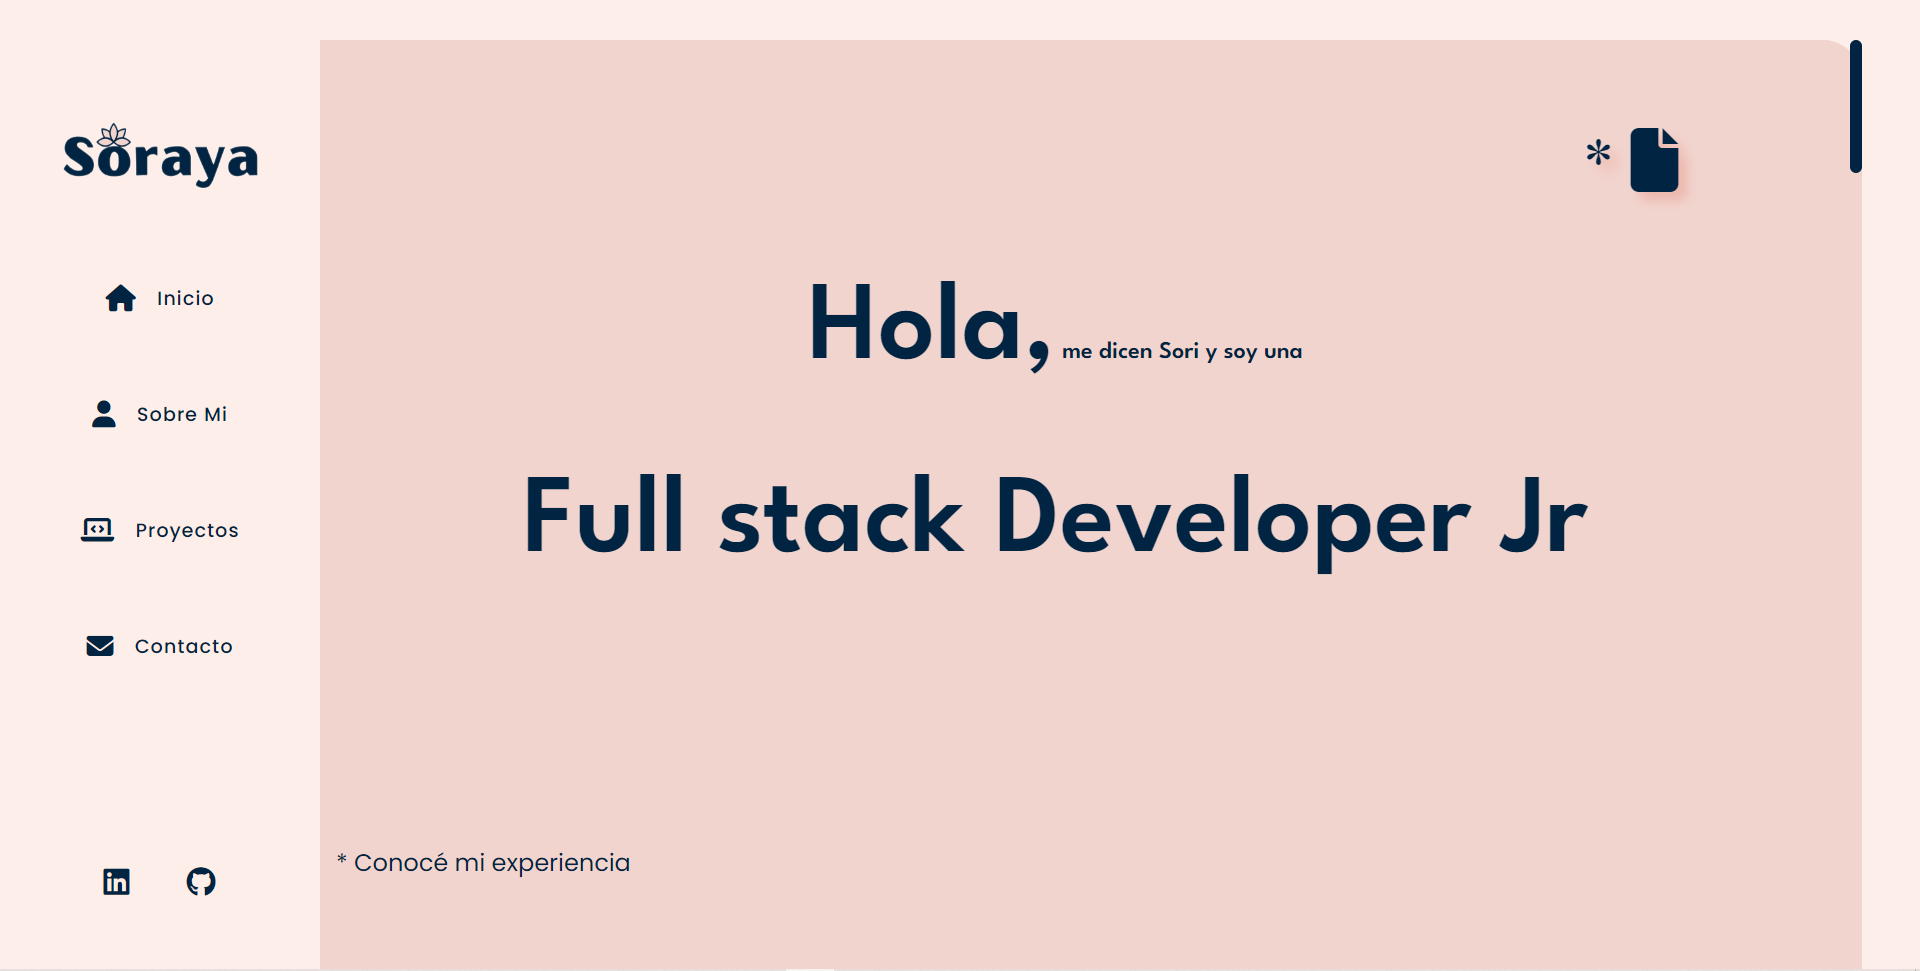 Soraya
Inicio
Sobre Mi
Proyectos
Contacto
*
Hola, me dicen Sori y soy una
Full stack Developer Jr
* Conocé mi experiencia